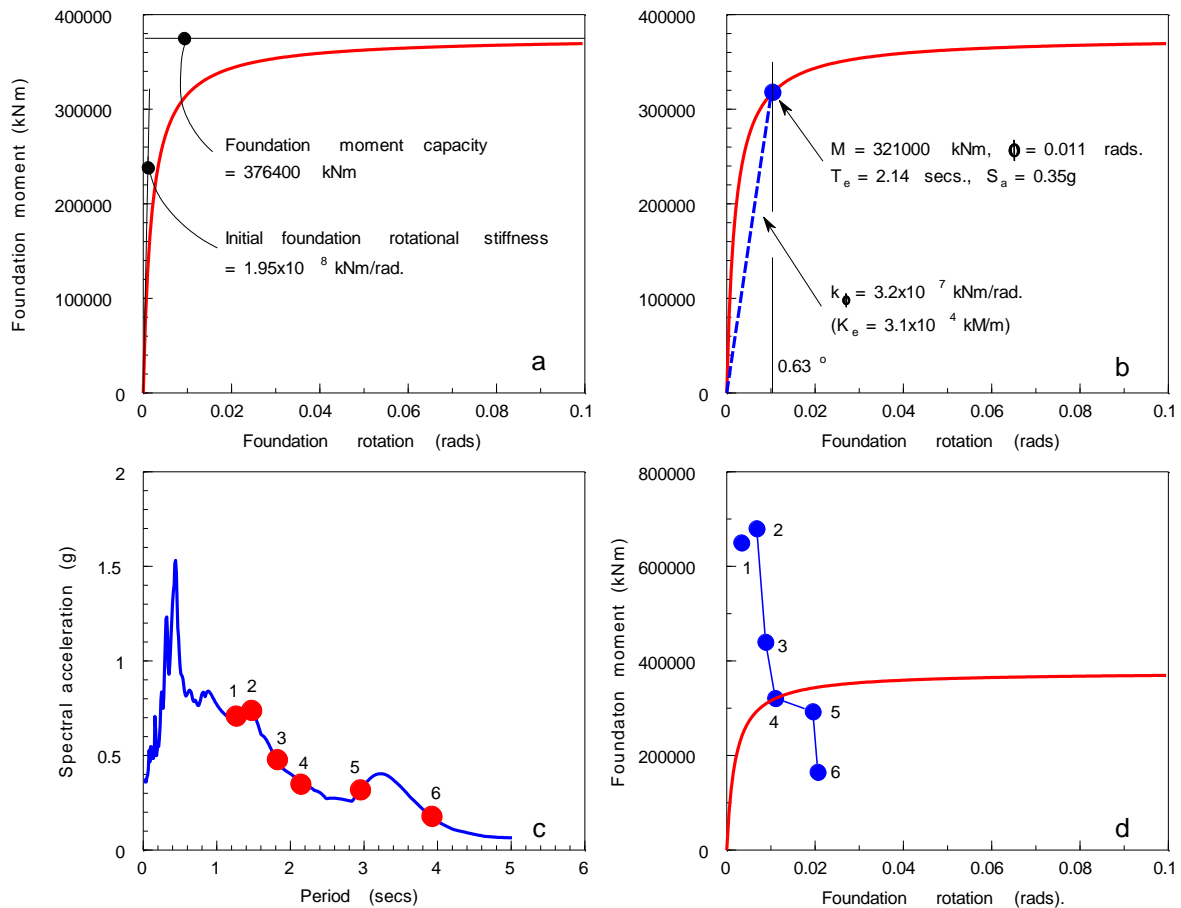 400000
300000
200000
100000
0
Foundation moment (kNm)
Foundation moment capacity
= 376400 kNm
Initial foundation rotational stiffness
= 1.95x10 8 kNm/rad.
a
0 0.02 0.04 0.06 0.08 0.1
Foundation rotation (rads)
400000
300000
200000
100000
0
M = 321000 kNm, ϕ = 0.011 rads.
T e = 2.14 secs., S a = 0.35g
k ϕ = 3.2x10 7 kNm/rad.
(K e = 3.1x10 4 kM/m)
0.63 o
b
0 0.02 0.04 0.06 0.08 0.1
Foundation rotation (rads)
2
1.5
1
0.5
0
Spectral acceleration (g)
1 2
3
4
5
6
c
0 1 2 3 4 5 6
Period (secs)
800000
600000
400000
200000
0
Foundaton moment (kNm)
2
1
3
4
5
6
d
0 0.02 0.04 0.06 0.08 0.1
Foundation rotation (rads).